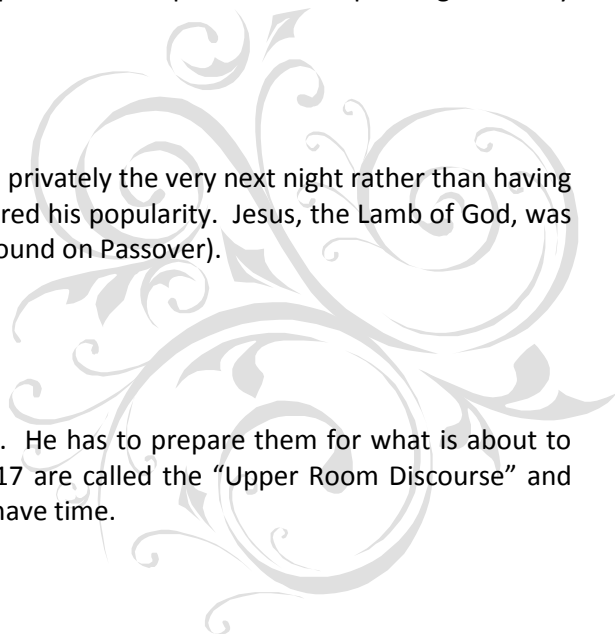 privately the very next night rather than having
red his popularity. Jesus, the Lamb of God, was
ound on Passover).
. He has to prepare them for what is about to
17 are called the “Upper Room Discourse” and
have time.